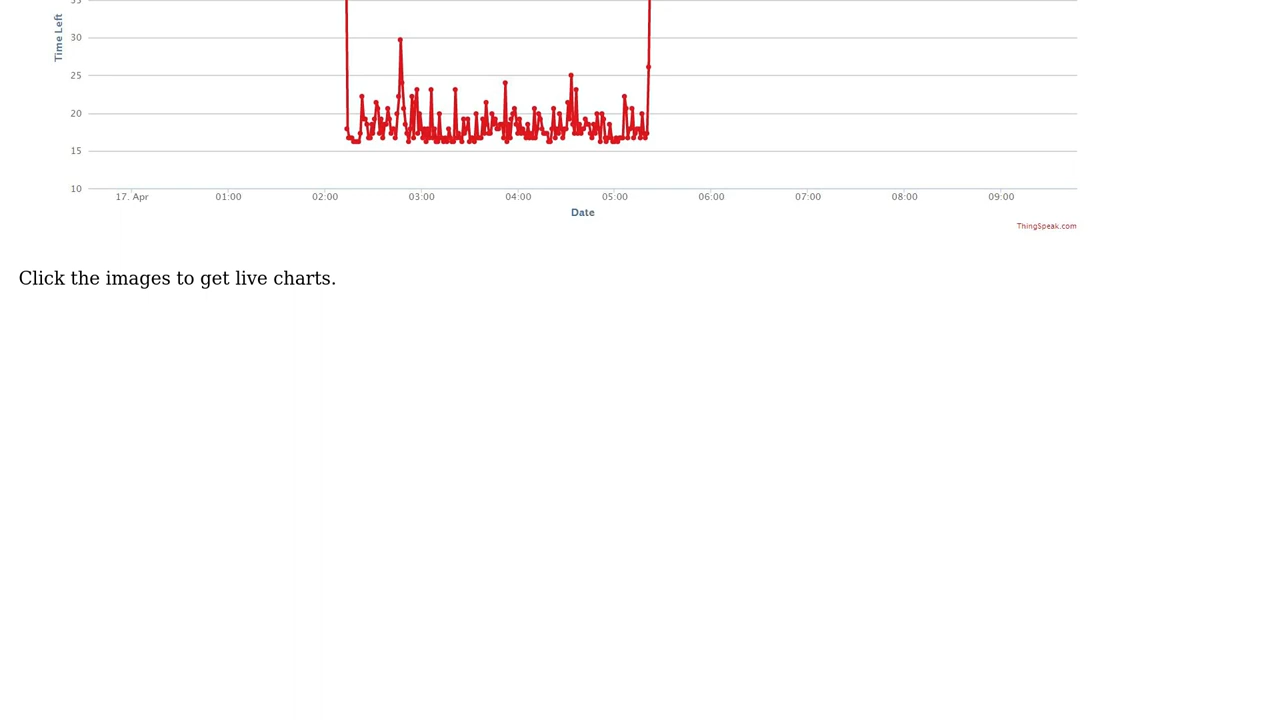 35
Time Left
30
25
20
15
10
17. Apr 01:00 02:00 03:00 04:00 05:00 06:00 07:00 08:00 09:00
Date
ThingSpeak.com
Click the images to get live charts.